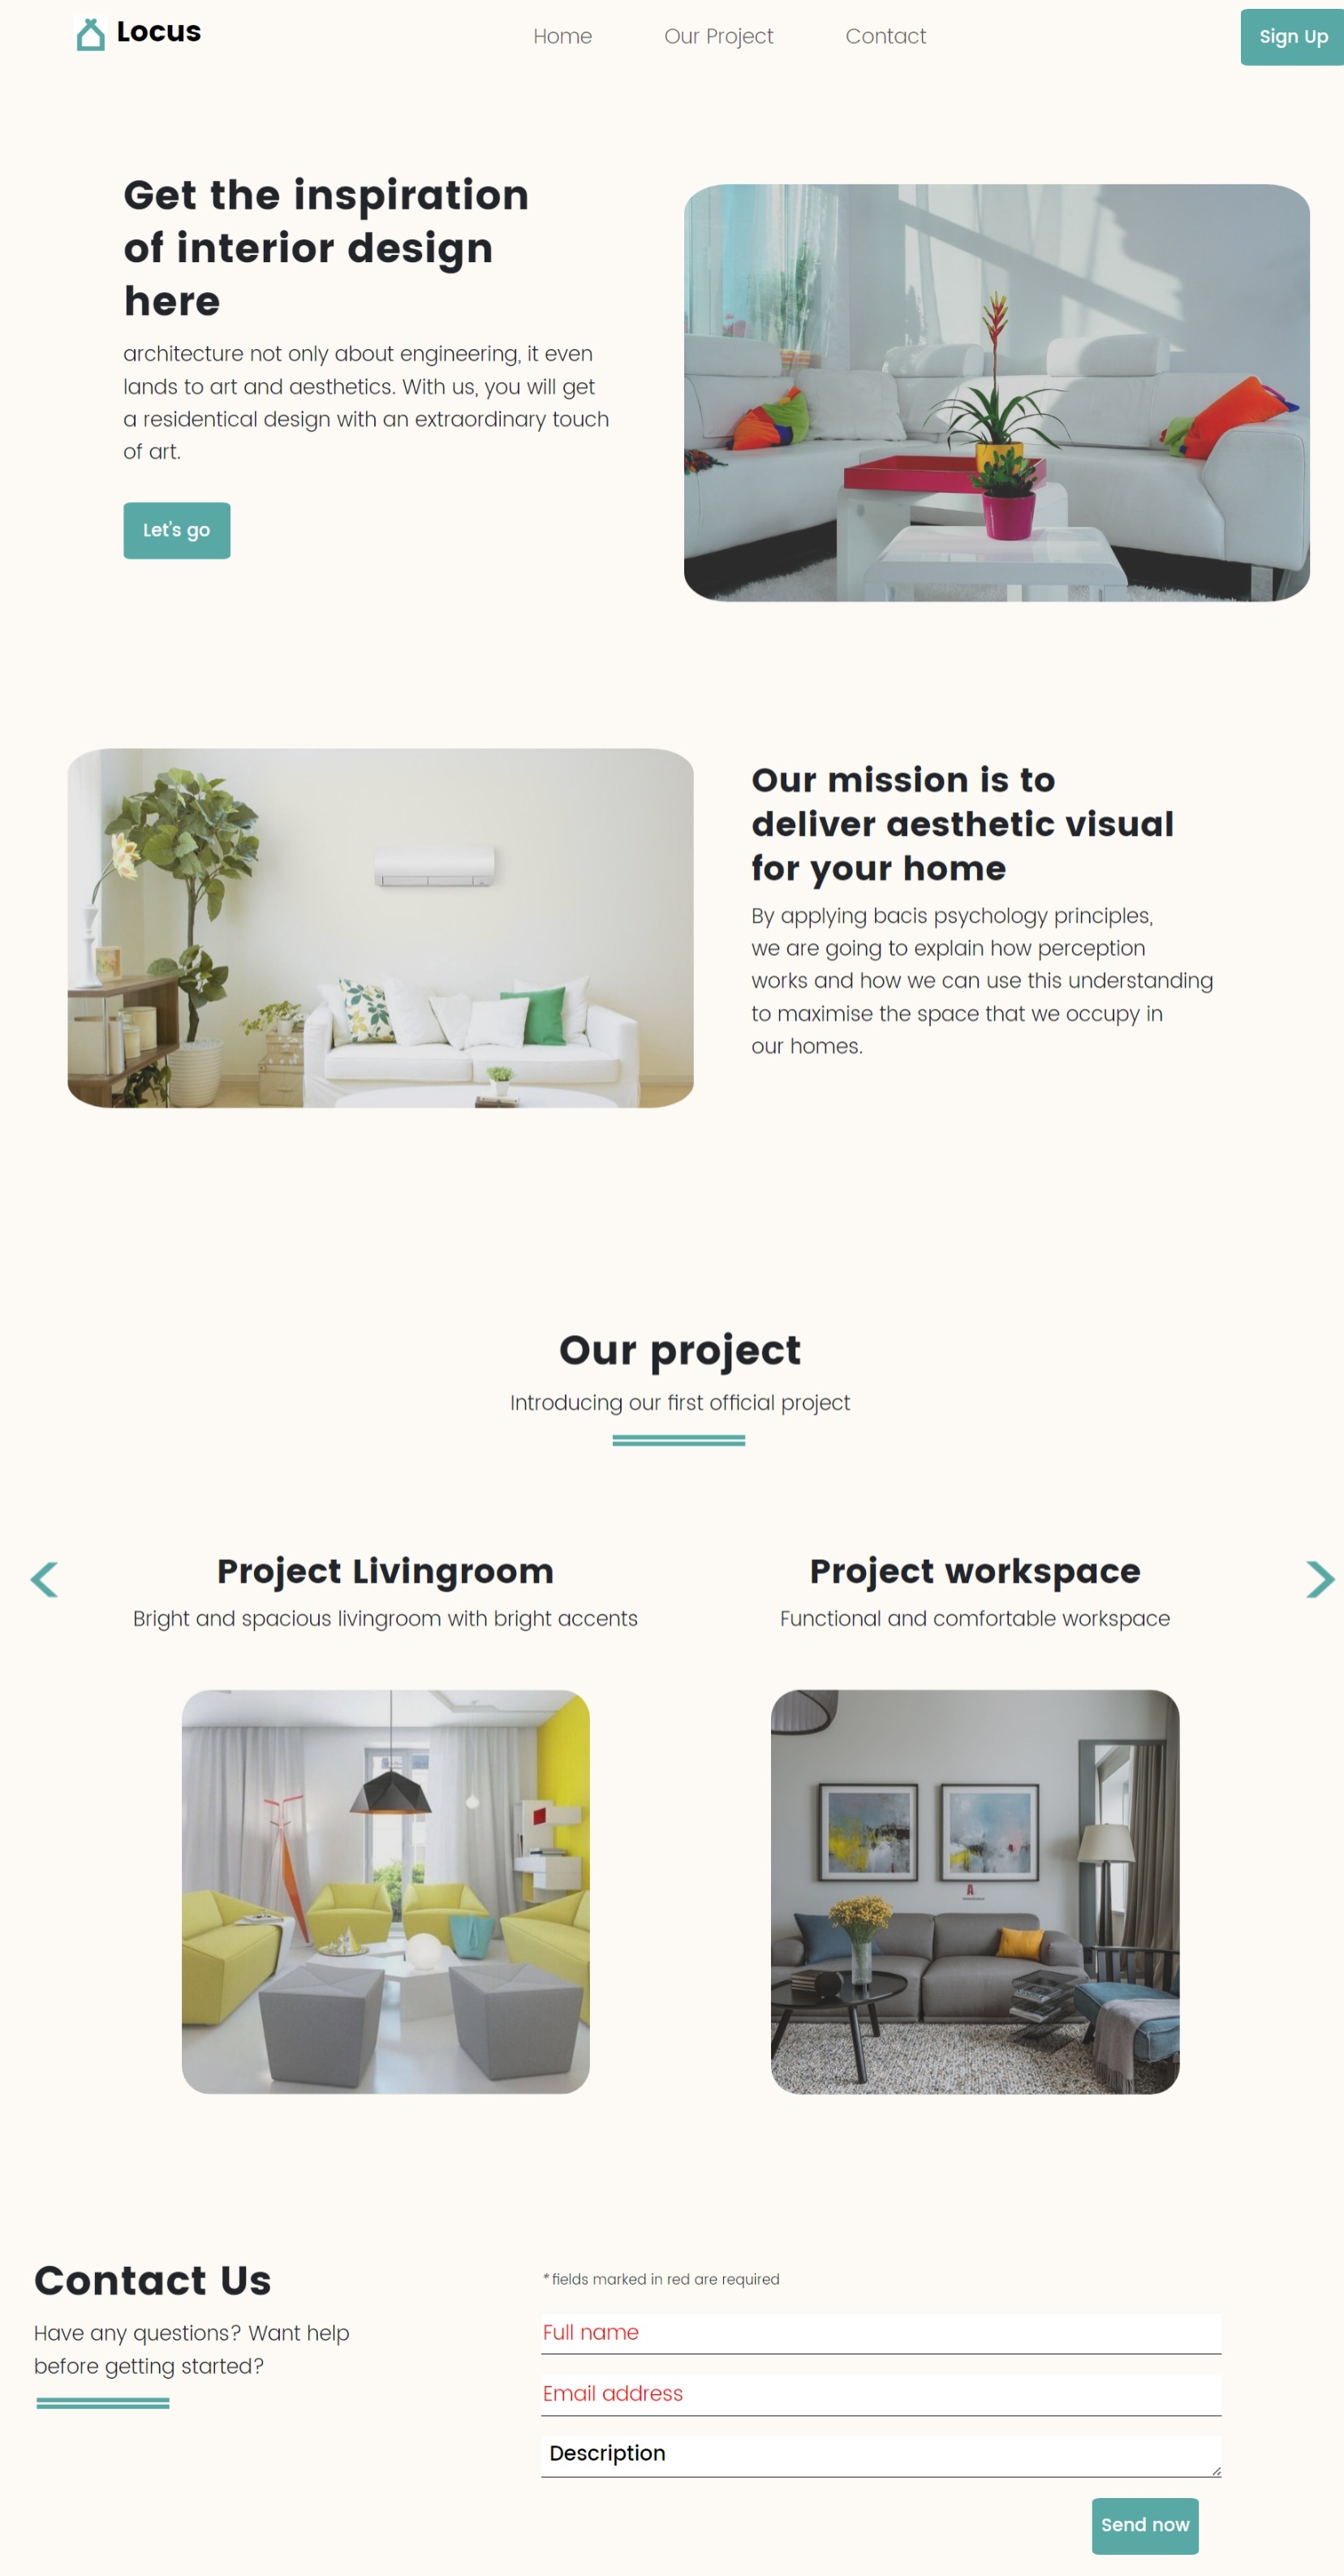 Locus
Home
Our Project
Contact
Sign Up
Get the inspiration
of interior design
here
architecture not only about engineering, it even
lands to art and aesthetics. With us, you will get
a residentical design with an extraordinary touch
of art.
Let's go
Our mission is to
deliver aesthetic visual
for your home
By applying bacis psychology principles,
we are going to explain how perception
works and how we can use this understanding
to maximise the space that we occupy in
our homes.
Our project
Introducing our first official project
Project Livingroom
Bright and spacious livingroom with bright accents
Project workspace
Functional and comfortable workspace
Contact Us
Have any questions? Want help
before getting started?
* fields marked in red are required
Full name
Email address
Description
Send now